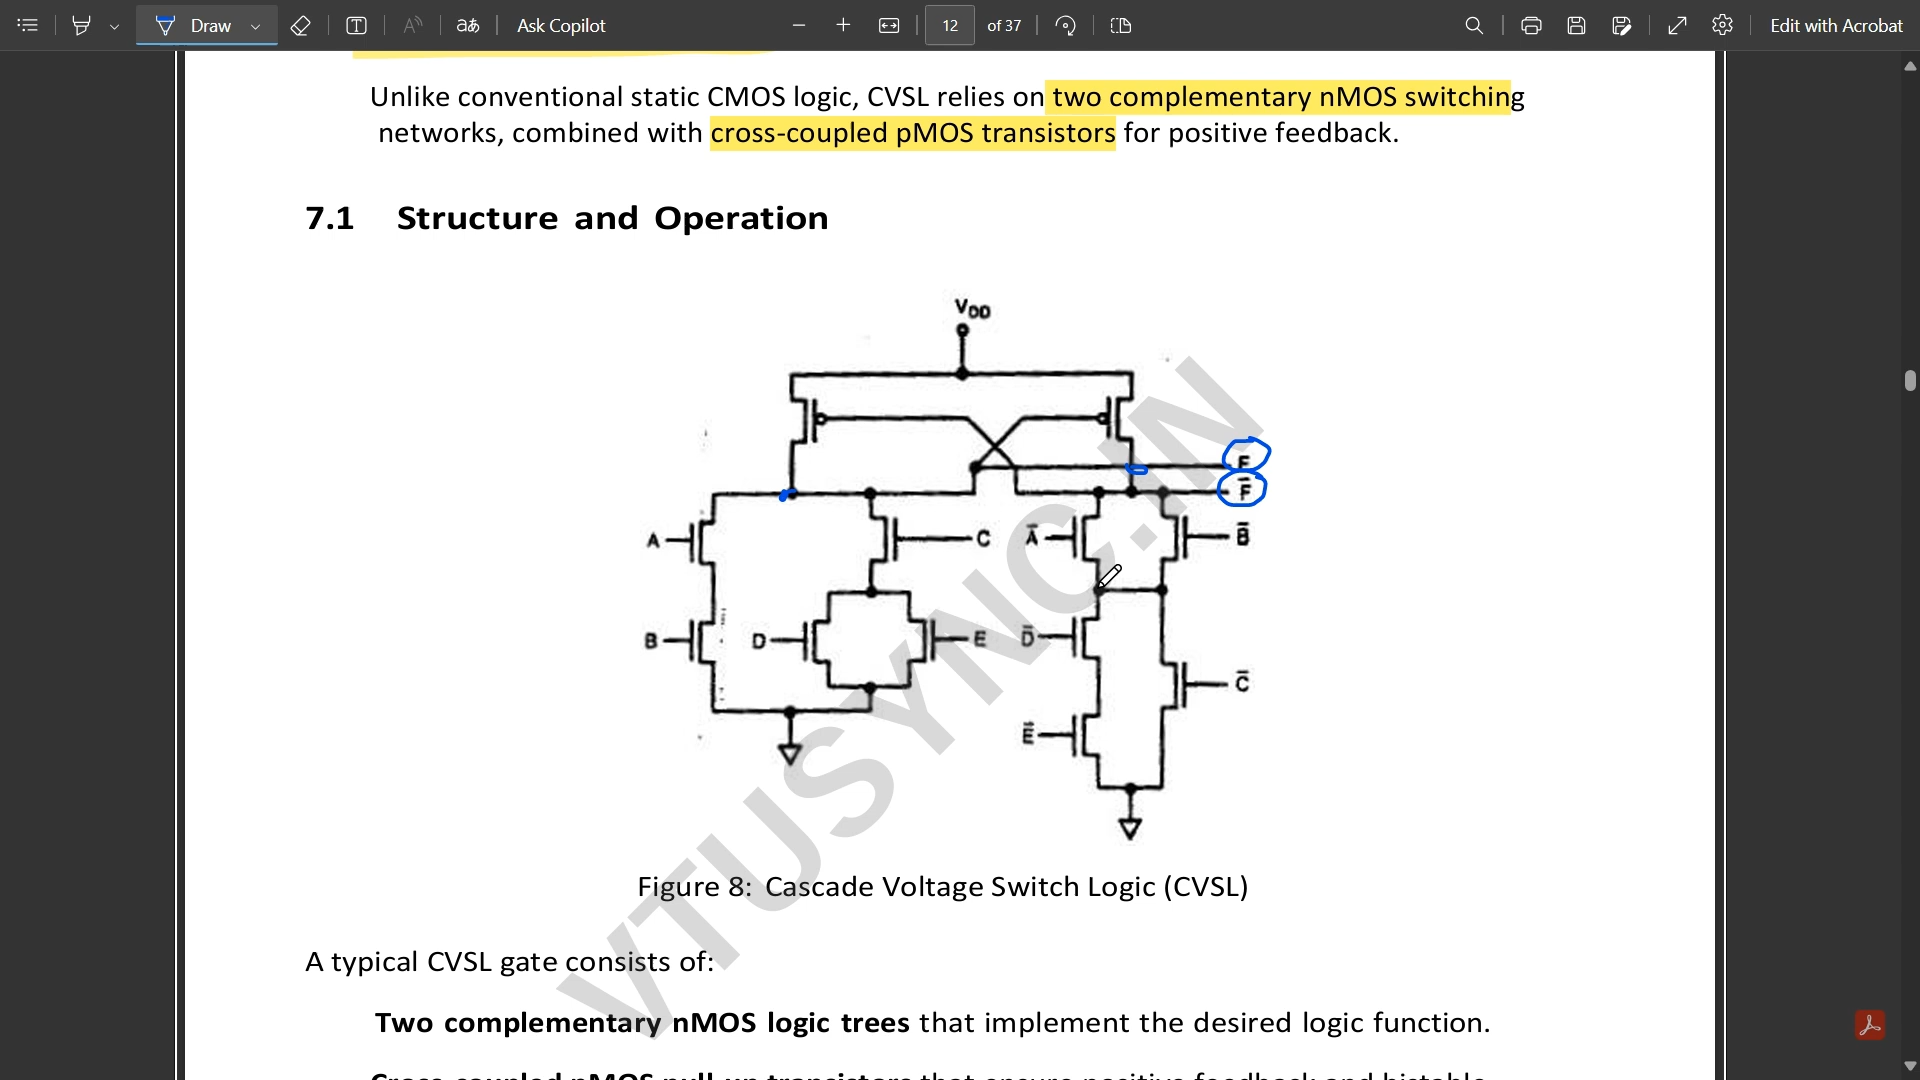 Draw
Ask Copilot
12 of 37
Edit with Acrobat
Unlike conventional static CMOS logic, CVSL relies on two complementary nMOS switching
networks, combined with cross-coupled pMOS transistors for positive feedback.
7.1 Structure and Operation
VDD
F
F̅
A
C
A̅
B̅
B
D
E
D̅
C̅
E̅
VTUSYNC.IN
Figure 8: Cascade Voltage Switch Logic (CVSL)
A typical CVSL gate consists of:
Two complementary nMOS logic trees that implement the desired logic function.